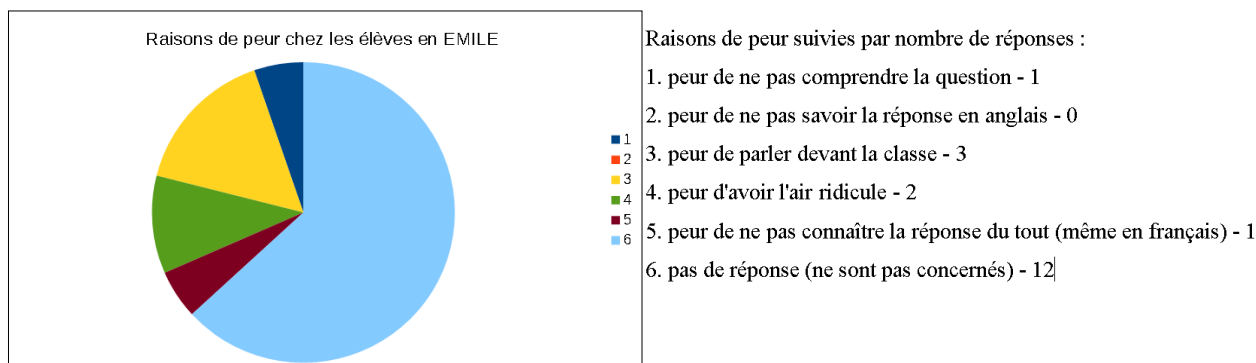 Raisons de peur chez les élèves en EMILE
1
2
3
4
5
6
Raisons de peur suivies par nombre de réponses :
1. peur de ne pas comprendre la question - 1
2. peur de ne pas savoir la réponse en anglais - 0
3. peur de parler devant la classe - 3
4. peur d'avoir l'air ridicule - 2
5. peur de ne pas connaître la réponse du tout (même en français) - 1
6. pas de réponse (ne sont pas concernés) - 12